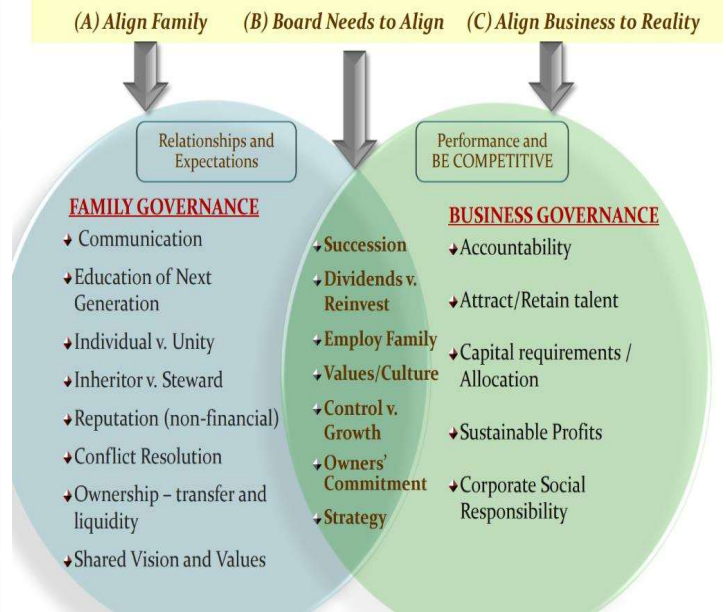 (A) Align Family (B) Board Needs to Align (C) Align Business to Reality
Relationships and
Expectations
FAMILY GOVERNANCE
Communication
Education of Next
Generation
Individual v. Unity
Inheritor v. Steward
Reputation (non-financial)
Conflict Resolution
Ownership – transfer and
liquidity
Shared Vision and Values
Succession
Dividends v.
Reinvest
Employ Family
Values/Culture
Control v.
Growth
Owners'
Commitment
Strategy
Performance and
BE COMPETITIVE
BUSINESS GOVERNANCE
Accountability
Attract/Retain talent
Capital requirements /
Allocation
Sustainable Profits
Corporate Social
Responsibility